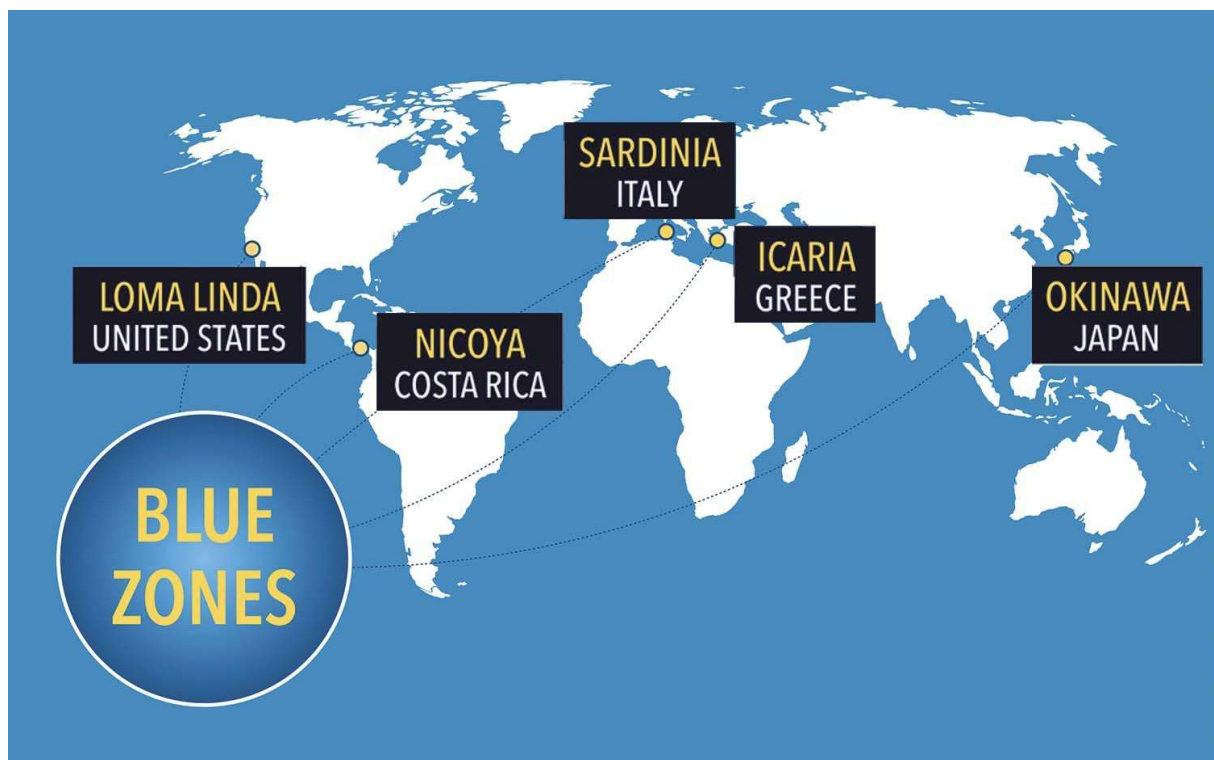 SARDINIA
ITALY
ICARIA
GREECE
LOMA LINDA
UNITED STATES
OKINAWA
JAPAN
NICOYA
COSTA RICA
BLUE
ZONES